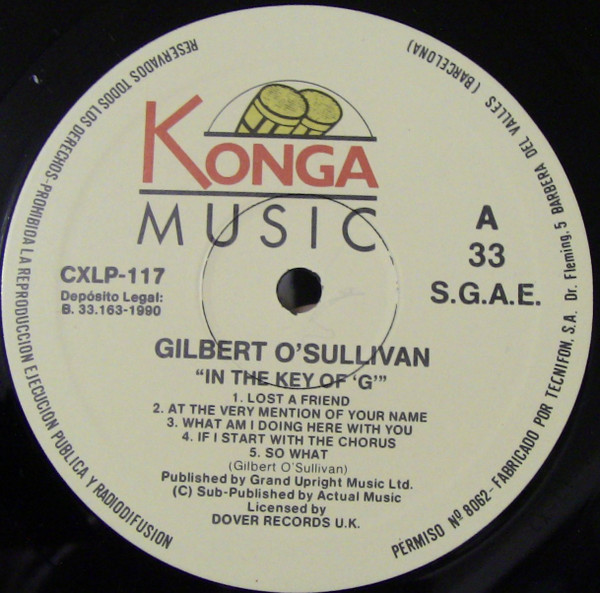 KONGA
MUSIC
CXLP-117
Depósito Legal:
B. 33.163-1990
A
33
S.G.A.E.
GILBERT O'SULLIVAN
"IN THE KEY OF 'G'"
1. LOST A FRIEND
2. AT THE VERY MENTION OF YOUR NAME
3. WHAT AM I DOING HERE WITH YOU
4. IF I START WITH THE CHORUS
5. SO WHAT
(Gilbert O'Sullivan)
Published by Grand Upright Music Ltd.
(C) Sub-Published by Actual Music
Licensed by
DOVER RECORDS U.K.
RESERVADOS TODOS LOS DERECHOS-PROHIBIDA LA REPRODUCCION EJECUCION PUBLICA Y RADIODIFUSION
PERMISO Nº 8062-FABRICADO POR TECNIFON, S.A. Dr. Fleming, 5 BARBERA DEL VALLES (BARCELONA)